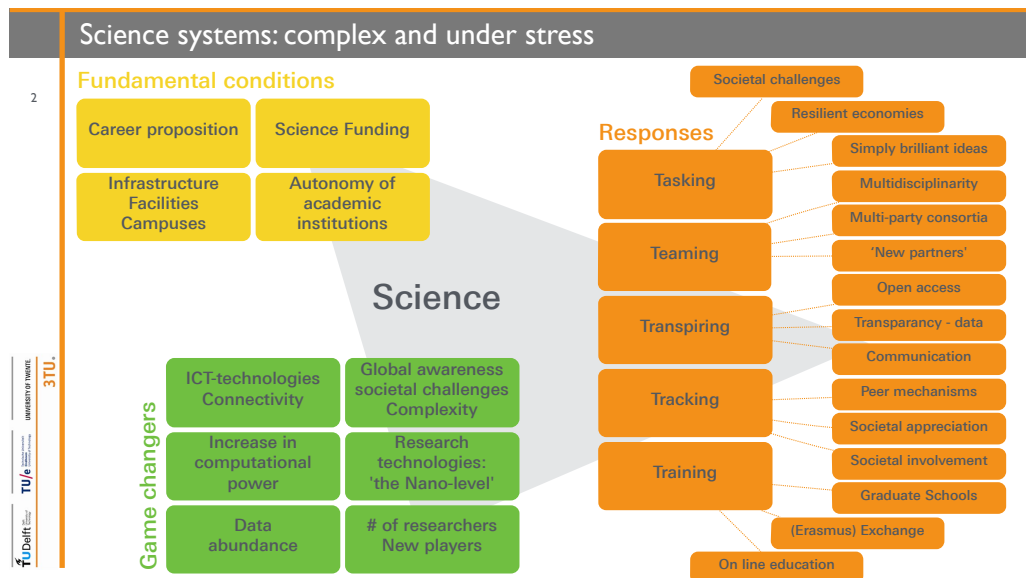 Science systems: complex and under stress
2
Fundamental conditions
Career proposition
Science Funding
Infrastructure
Facilities
Campuses
Autonomy of
academic
institutions
Science
Game changers
ICT-technologies
Connectivity
Global awareness
societal challenges
Complexity
Increase in
computational
power
Research
technologies:
'the Nano-level'
Data
abundance
# of researchers
New players
Responses
Tasking
Teaming
Transpiring
Tracking
Training
Societal challenges
Resilient economies
Simply brilliant ideas
Multidisciplinarity
Multi-party consortia
'New partners'
Open access
Transparancy - data
Communication
Peer mechanisms
Societal appreciation
Societal involvement
Graduate Schools
(Erasmus) Exchange
On line education
3TU.
UNIVERSITY OF TWENTE.
TU/e
TUDelft